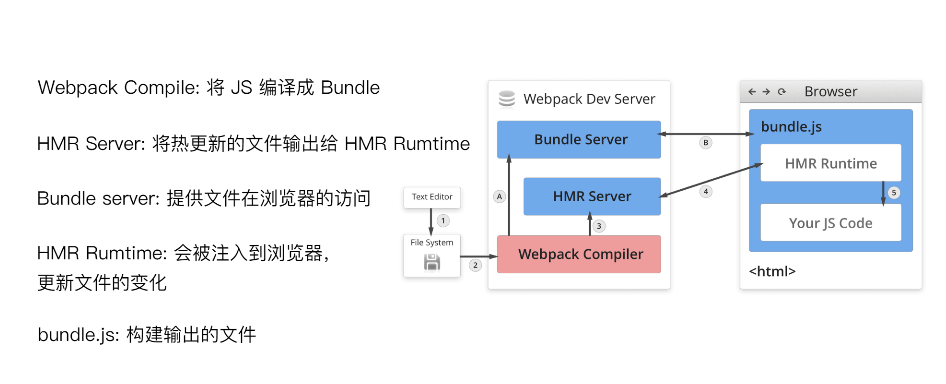 Webpack Compile: 将 JS 编译成 Bundle
HMR Server: 将热更新的文件输出给 HMR Rumtime
Bundle server: 提供文件在浏览器的访问
HMR Rumtime: 会被注入到浏览器,
更新文件的变化
bundle.js: 构建输出的文件
Text Editor
1
File System
2
Webpack Dev Server
Bundle Server
A
HMR Server
3
Webpack Compiler
B
4
Browser
bundle.js
HMR Runtime
5
Your JS Code
<html>